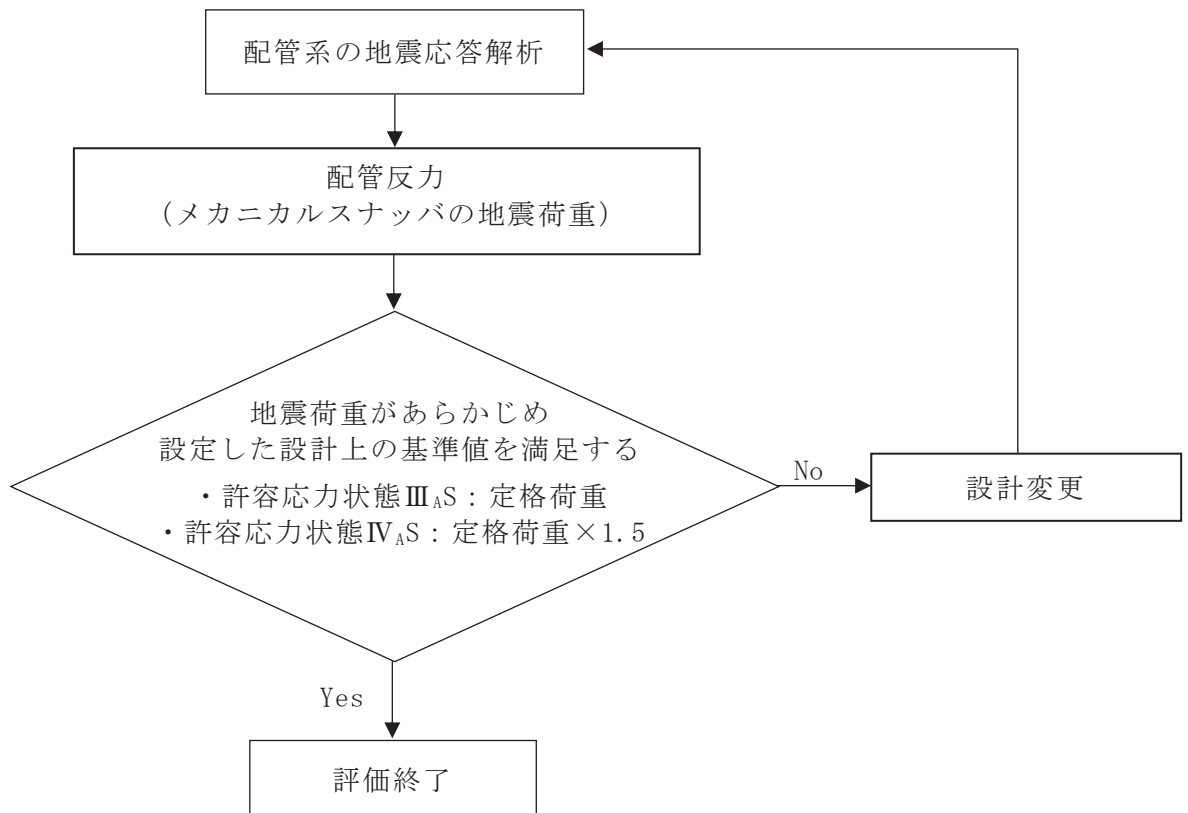 配管系の地震応答解析
配管反力
（メカニカルスナッバの地震荷重）
地震荷重があらかじめ
設定した設計上の基準値を満足する
・許容応力状態ⅢAS：定格荷重
・許容応力状態ⅣAS：定格荷重×1.5
No
設計変更
Yes
評価終了